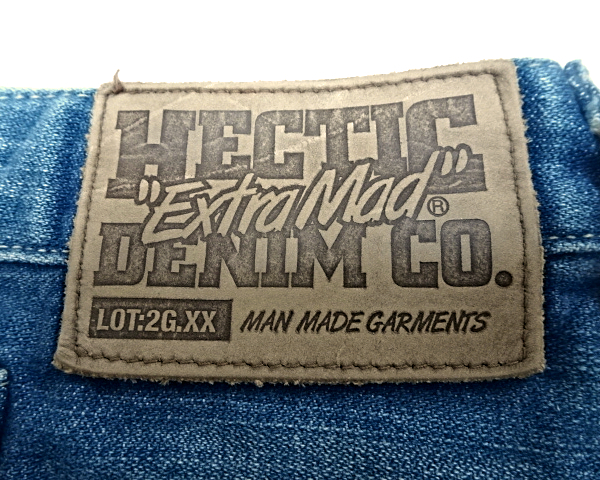 HECTIC
"Extra Mad"®
DENIM CO.
LOT:2G.XX MAN MADE GARMENTS